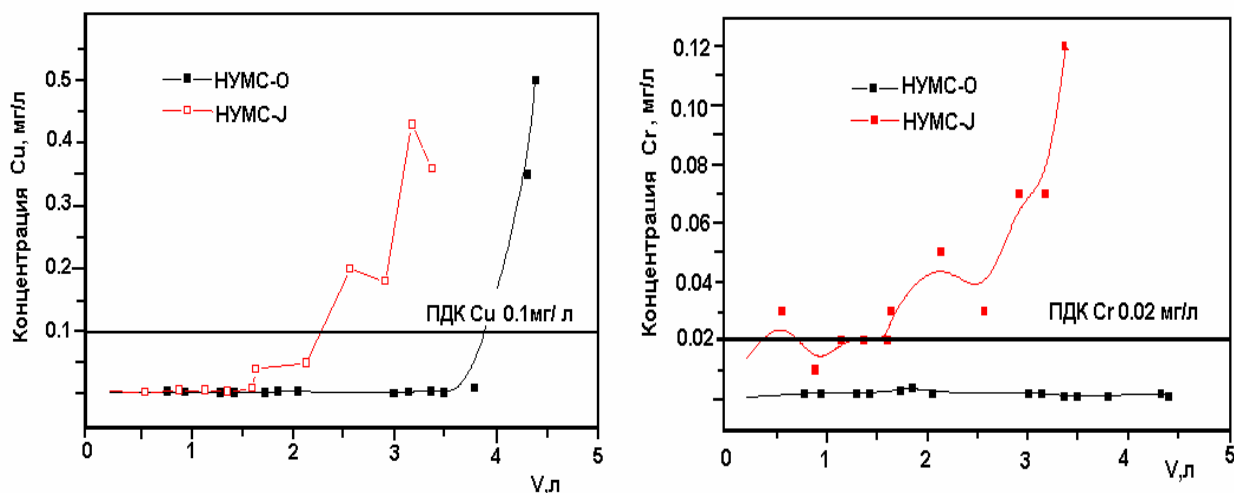 Концентрация Cu, мг/л
0.5
0.4
0.3
0.2
0.1
НУМС-О
НУМС-J
ПДК Cu 0.1мг/ л
0 1 2 3 4 5
V,л
Концентрация Cr, мг/л
0.12
0.10
0.08
0.06
0.04
0.02
НУМС-О
НУМС-J
ПДК Cr 0.02 мг/л
0 1 2 3 4 5
V,л